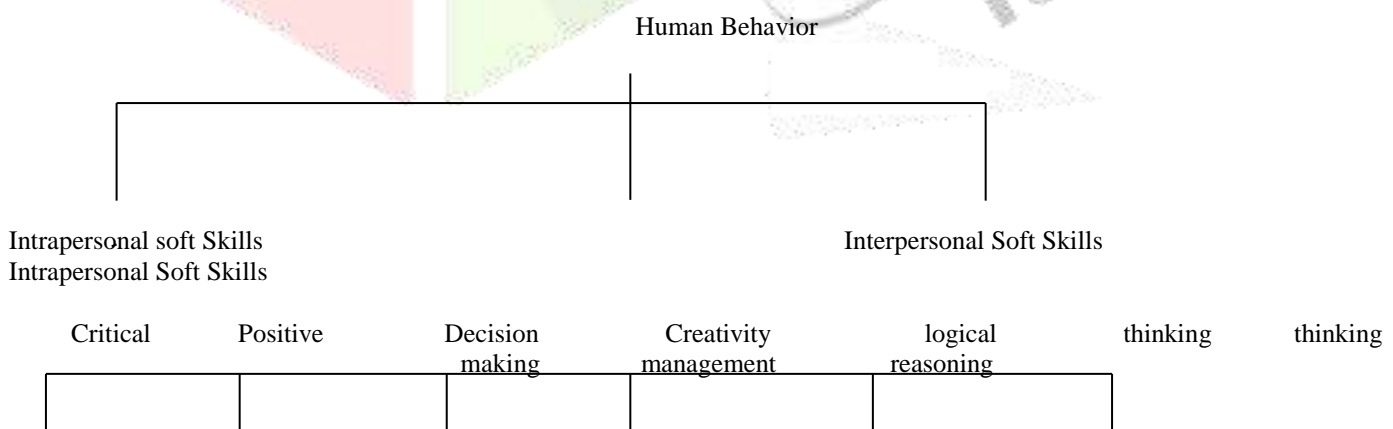 Human Behavior
Intrapersonal soft Skills Interpersonal Soft Skills
Intrapersonal Soft Skills
Critical Positive Decision Creativity logical thinking thinking
making management reasoning